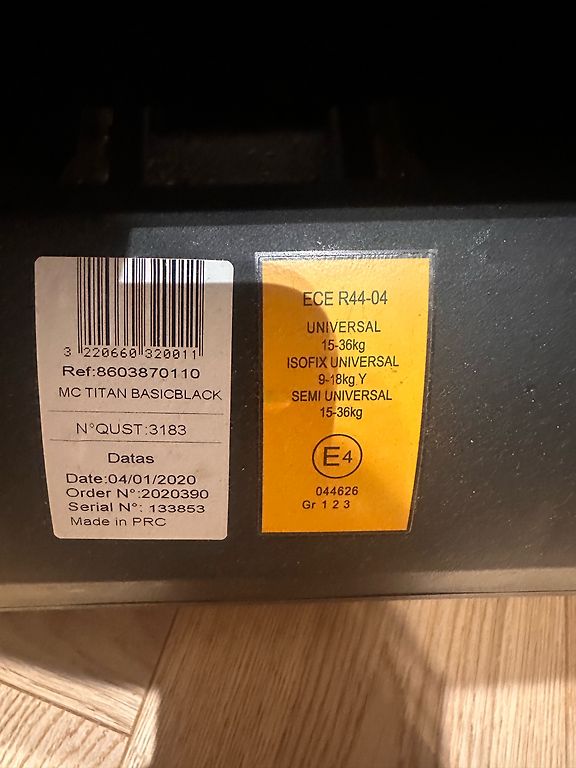 3 220660 320011
Ref:8603870110
MC TITAN BASICBLACK
N°QUST:3183
Datas
Date:04/01/2020
Order N°:2020390
Serial N°: 133853
Made in PRC
ECE R44-04
UNIVERSAL
15-36kg
ISOFIX UNIVERSAL
9-18kg Y
SEMI UNIVERSAL
15-36kg
E4
044626
Gr 1 2 3